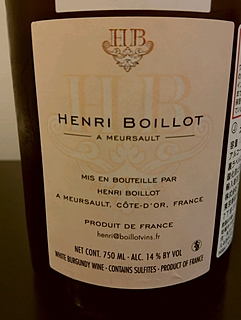 HB
HENRI BOILLOT
A MEURSAULT
MIS EN BOUTEILLE PAR
HENRI BOILLOT
A MEURSAULT, CÔTE-D'OR, FRANCE
PRODUIT DE FRANCE
henri@boillotvins.fr
NET CONT. 750 ML - ALC. 14 % BY VOL
WHITE BURGUNDY WINE - CONTAINS SULFITES - PRODUCT OF FRANCE